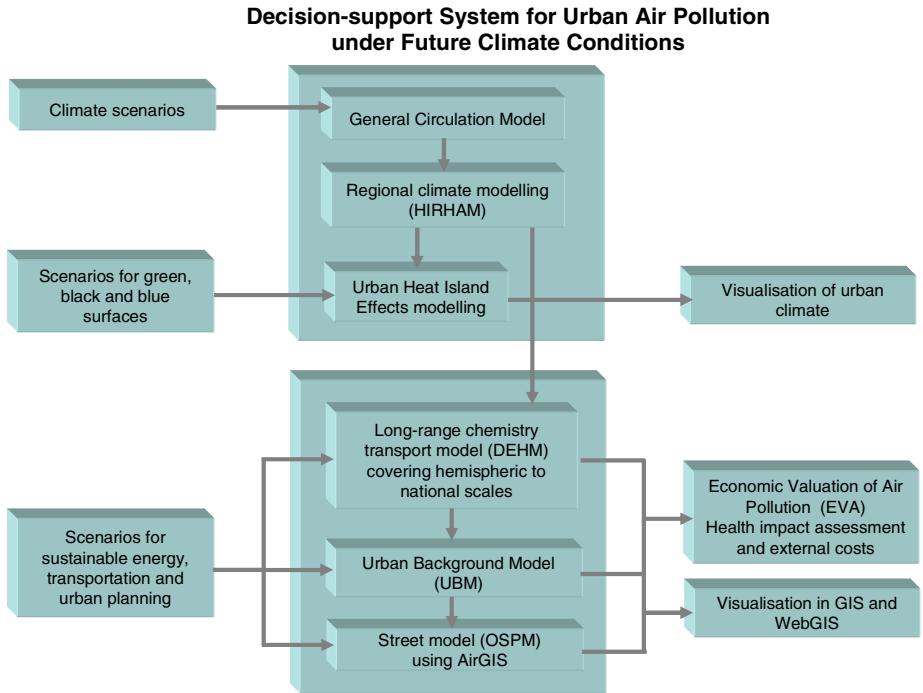 Decision-support System for Urban Air Pollution
under Future Climate Conditions
Climate scenarios
General Circulation Model
Regional climate modelling
(HIRHAM)
Scenarios for green,
black and blue
surfaces
Urban Heat Island
Effects modelling
Visualisation of urban
climate
Long-range chemistry
transport model (DEHM)
covering hemispheric to
national scales
Economic Valuation of Air
Pollution (EVA)
Health impact assessment
and external costs
Scenarios for
sustainable energy,
transportation and
urban planning
Urban Background Model
(UBM)
Visualisation in GIS and
WebGIS
Street model (OSPM)
using AirGIS